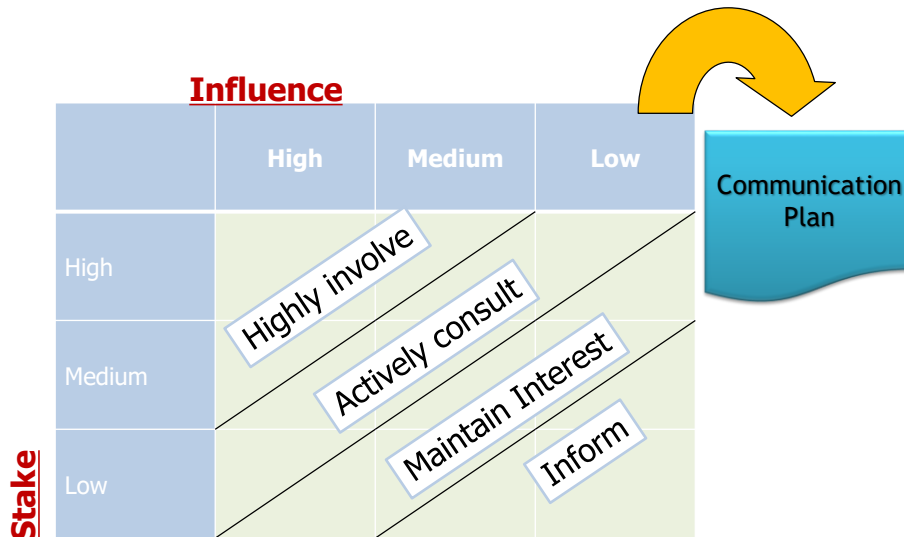 Influence
High Medium Low
Communication
Plan
High
Highly involve
Medium
Actively consult
Maintain Interest
Stake
Low
Inform